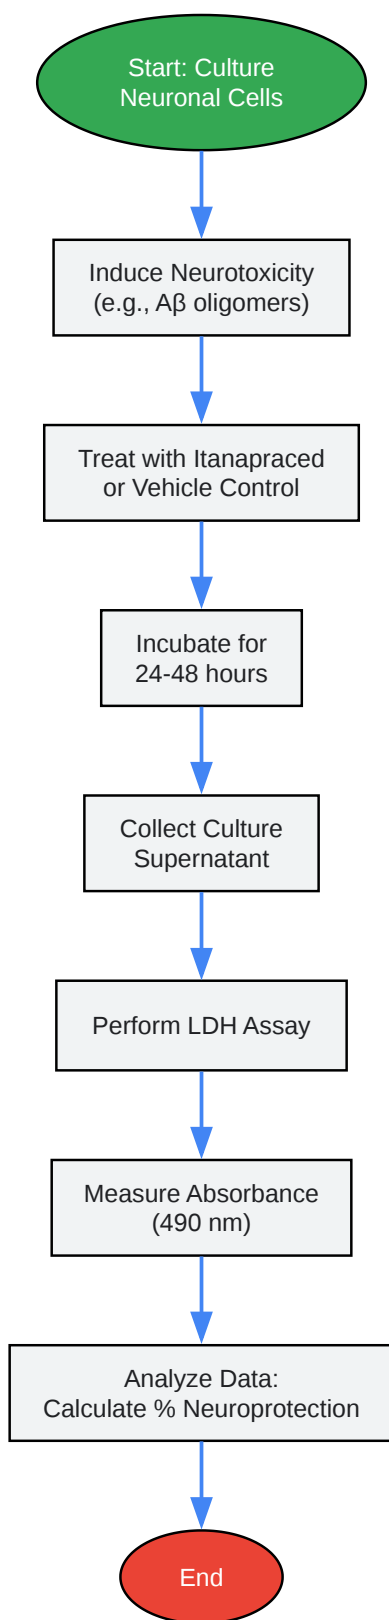 Start: Culture
Neuronal Cells
Induce Neurotoxicity
(e.g., Aβ oligomers)
Treat with Itanapraced
or Vehicle Control
Incubate for
24-48 hours
Collect Culture
Supernatant
Perform LDH Assay
Measure Absorbance
(490 nm)
Analyze Data:
Calculate % Neuroprotection
End